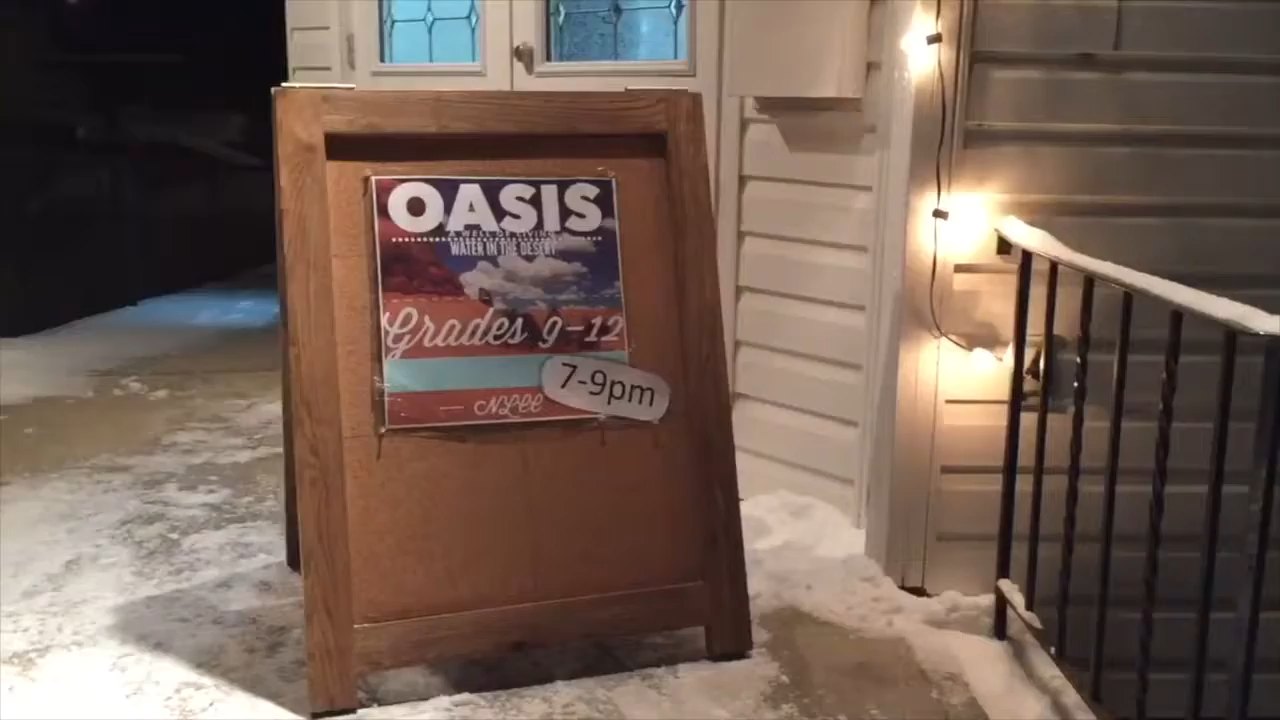 OASIS
A WELL OF LIVING
WATER IN THE DESERT
Grades 9-12
7-9pm
— NLCC